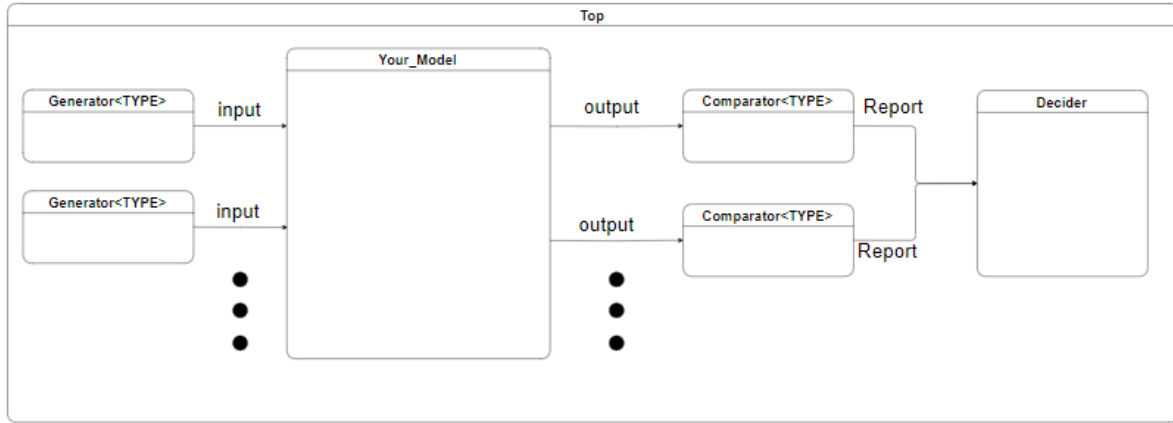 Top
Your_Model
Generator<TYPE>
input
output
Comparator<TYPE>
Report
Decider
Generator<TYPE>
input
output
Comparator<TYPE>
Report